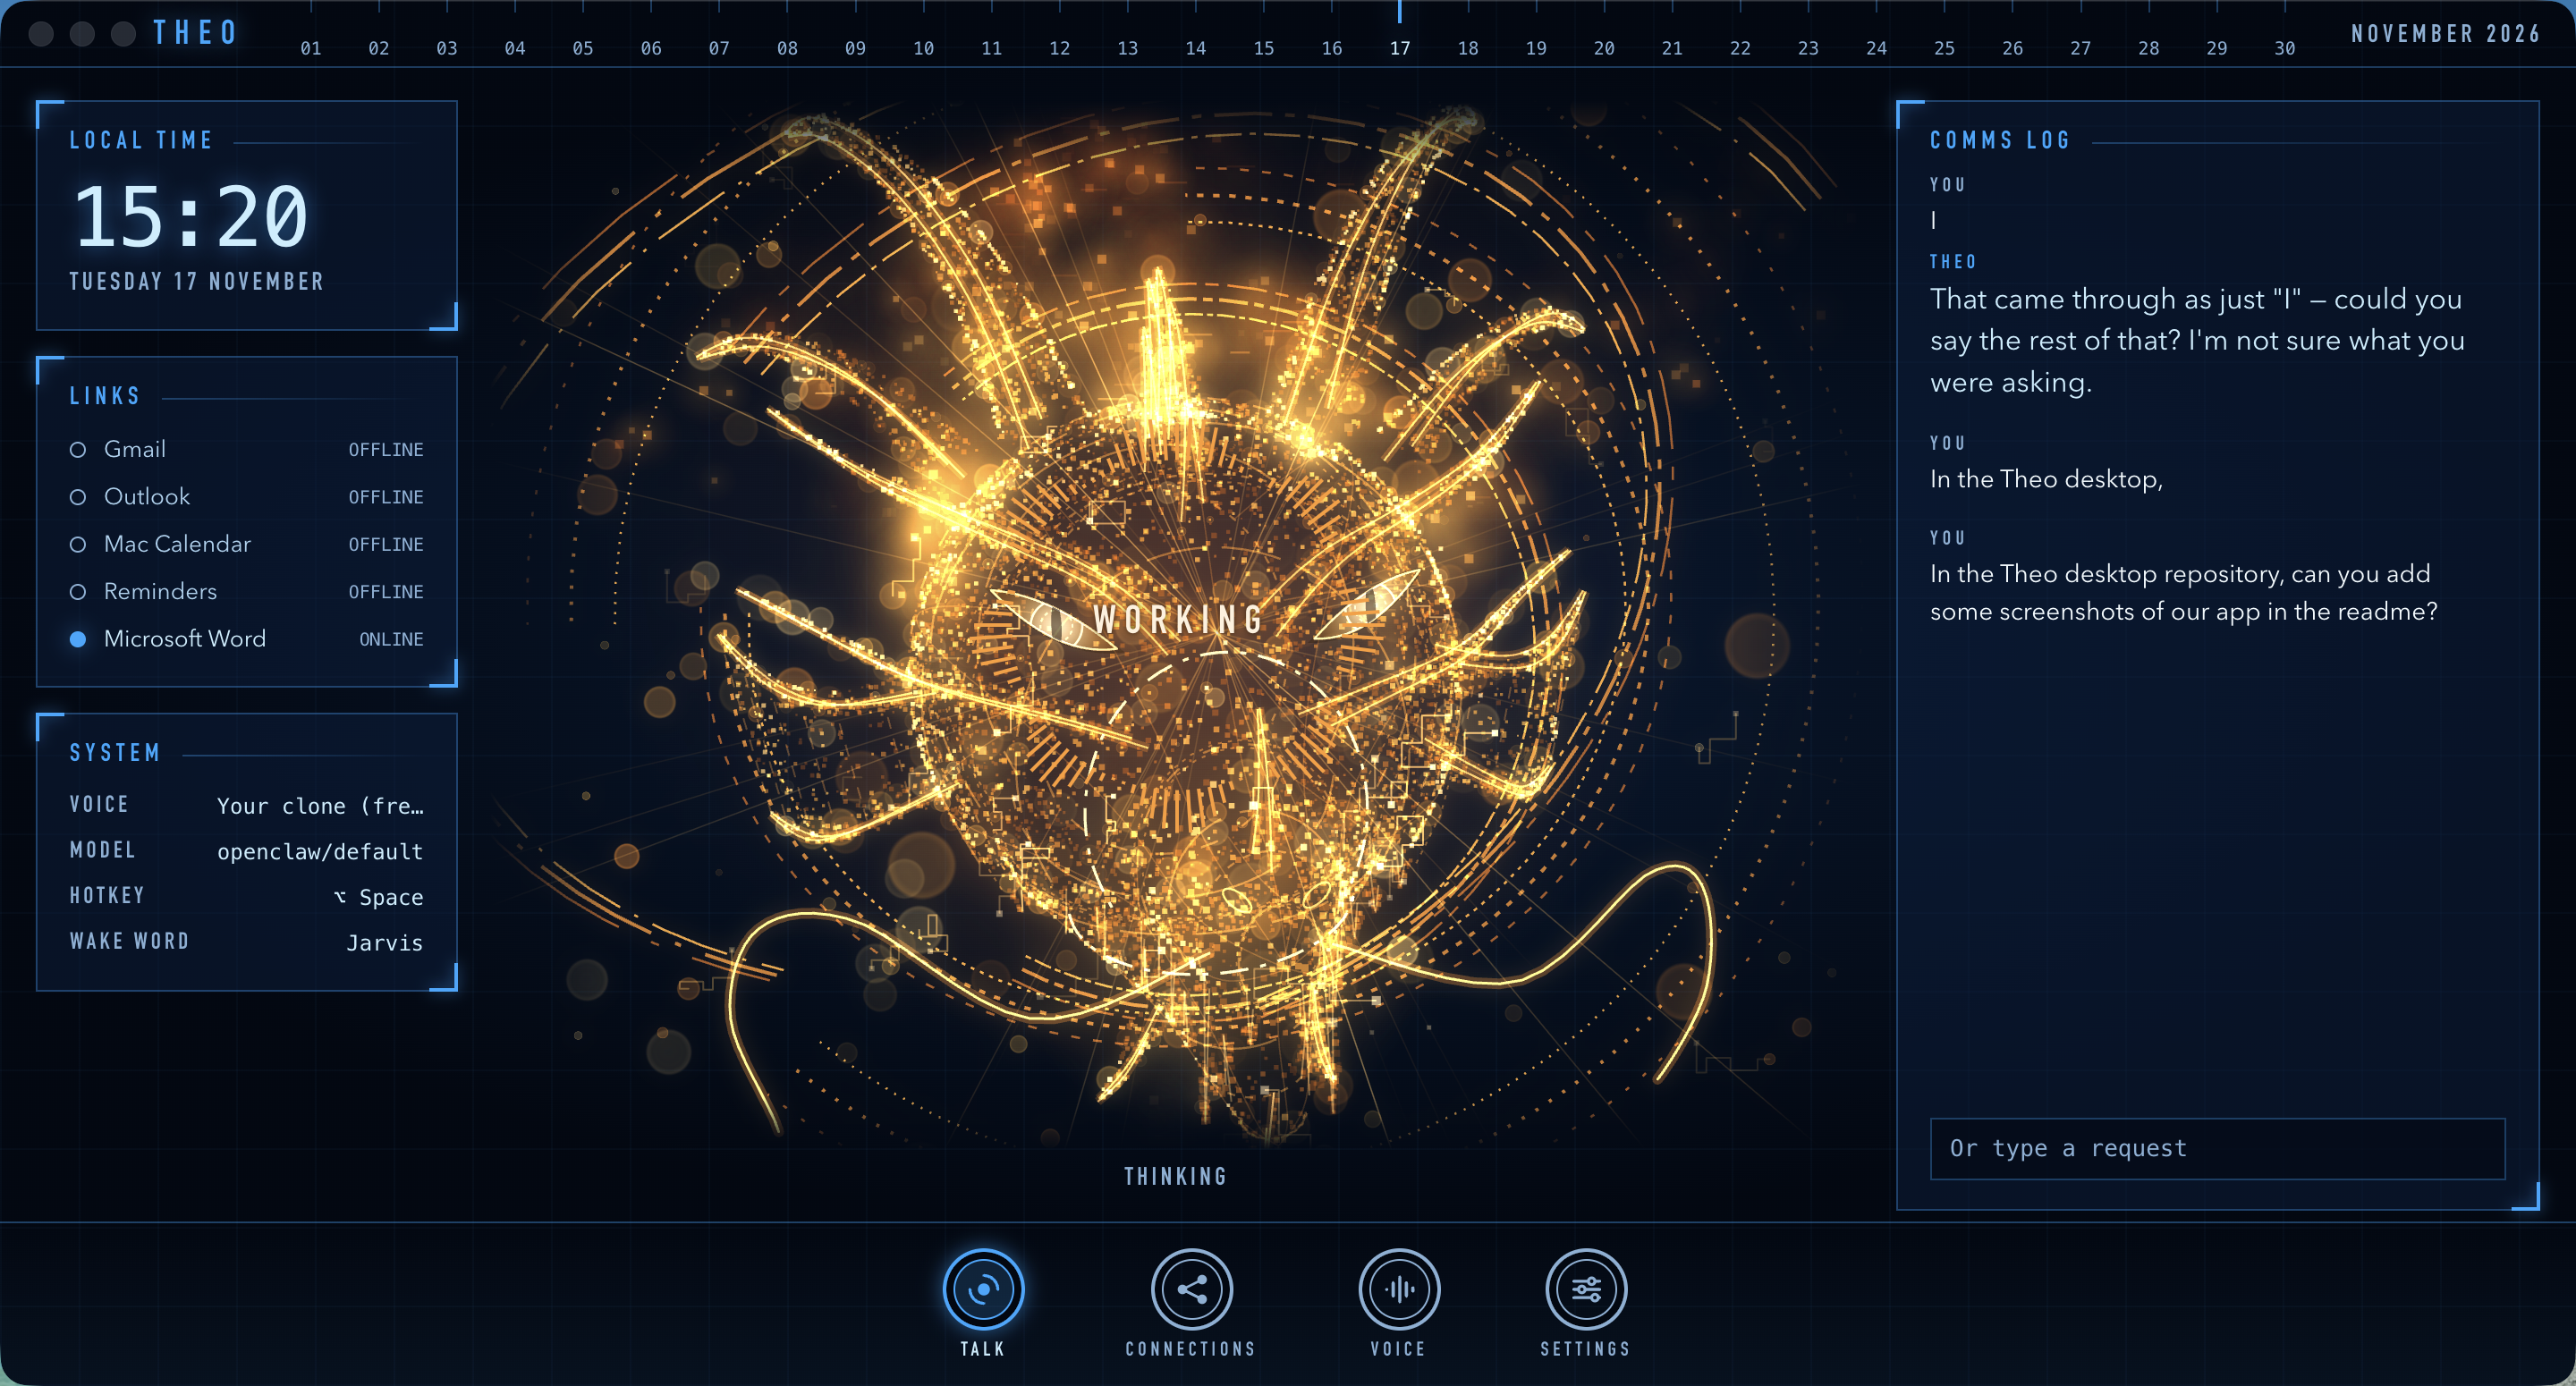 THEO
01 02 03 04 05 06 07 08 09 10 11 12 13 14 15 16 17 18 19 20 21 22 23 24 25 26 27 28 29 30
NOVEMBER 2026
LOCAL TIME
15:20
TUESDAY 17 NOVEMBER
LINKS
Gmail OFFLINE
Outlook OFFLINE
Mac Calendar OFFLINE
Reminders OFFLINE
Microsoft Word ONLINE
SYSTEM
VOICE Your clone (fre…
MODEL openclaw/default
HOTKEY ⌥ Space
WAKE WORD Jarvis
WORKING
THINKING
COMMS LOG
YOU
I
THEO
That came through as just "I" – could you
say the rest of that? I'm not sure what you
were asking.
YOU
In the Theo desktop,
YOU
In the Theo desktop repository, can you add
some screenshots of our app in the readme?
Or type a request
TALK
CONNECTIONS
VOICE
SETTINGS